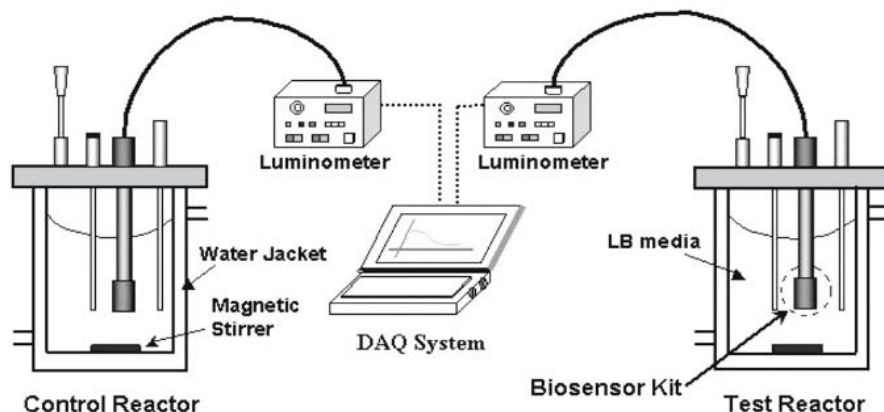 Luminometer
Luminometer
LB media
Water Jacket
Magnetic
Stirrer
DAQ System
Biosensor Kit
Control Reactor
Test Reactor